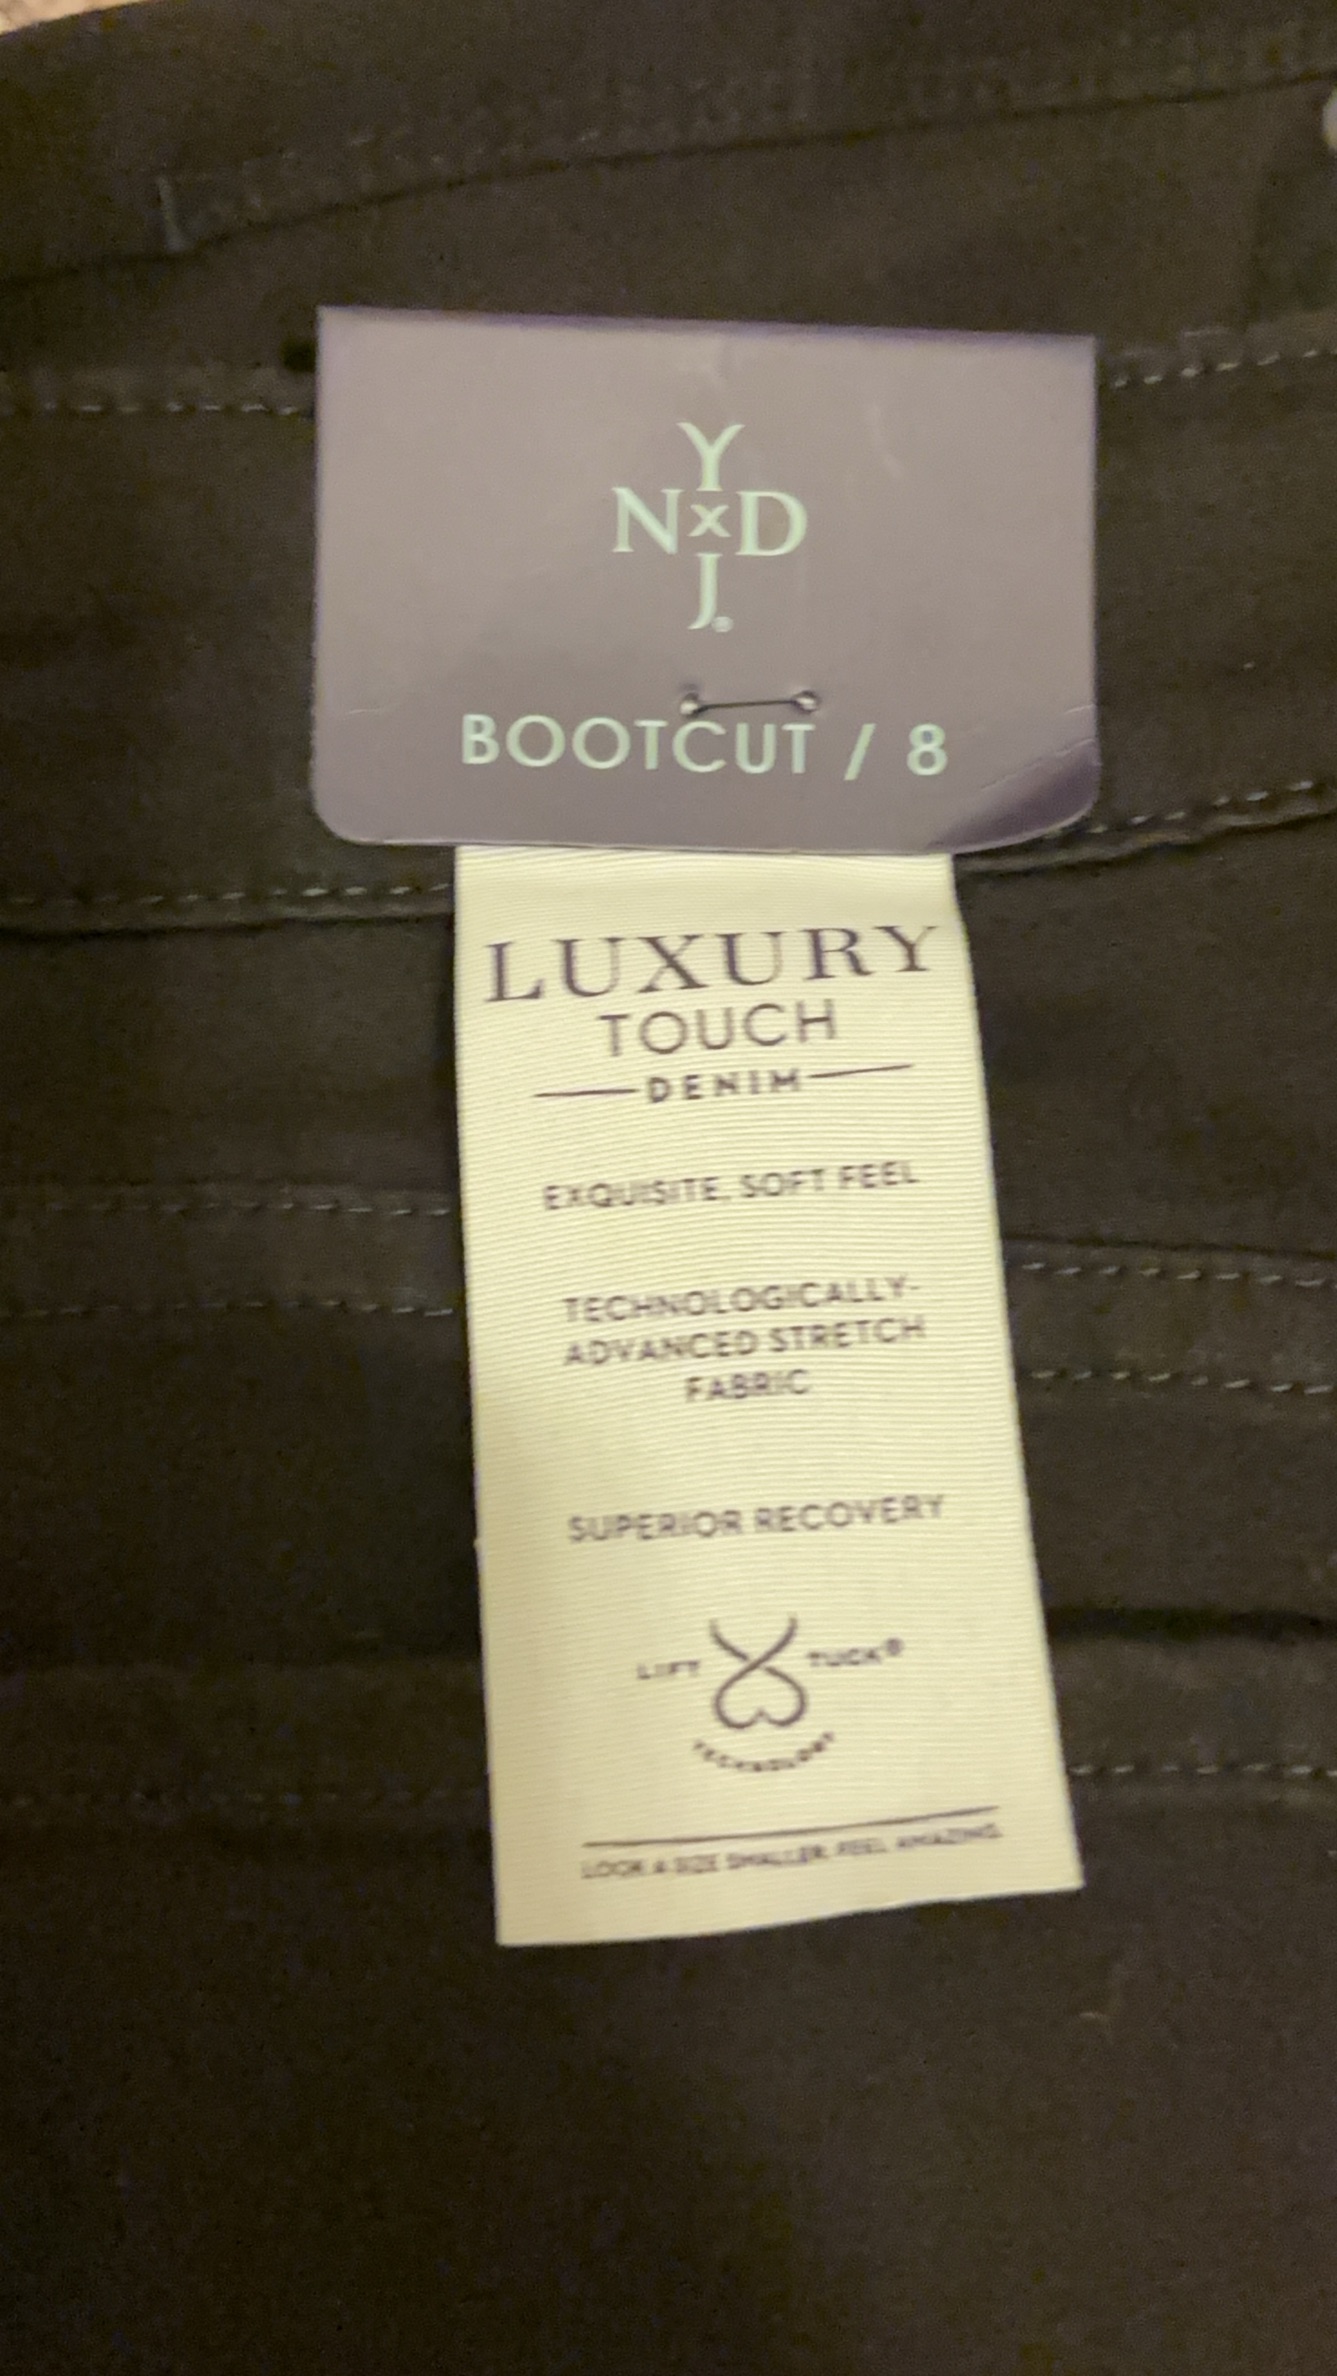 Y
N x D
J®
BOOTCUT / 8
LUXURY
TOUCH
DENIM
EXQUISITE, SOFT FEEL
TECHNOLOGICALLY-
ADVANCED STRETCH
FABRIC
SUPERIOR RECOVERY
LIFT TUCK®
TECHNOLOGY
LOOK A SIZE SMALLER. FEEL AMAZING.